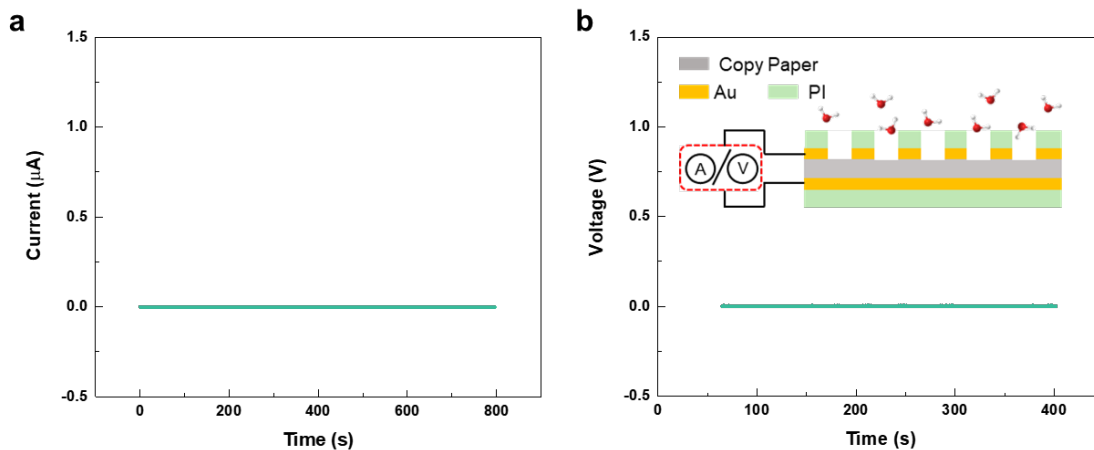 a
1.5
1.0
0.5
0.0
-0.5
Current (μA)
0 200 400 600 800
Time (s)
b
1.5
1.0
0.5
0.0
-0.5
Voltage (V)
Copy Paper
Au PI
A V
0 100 200 300 400
Time (s)